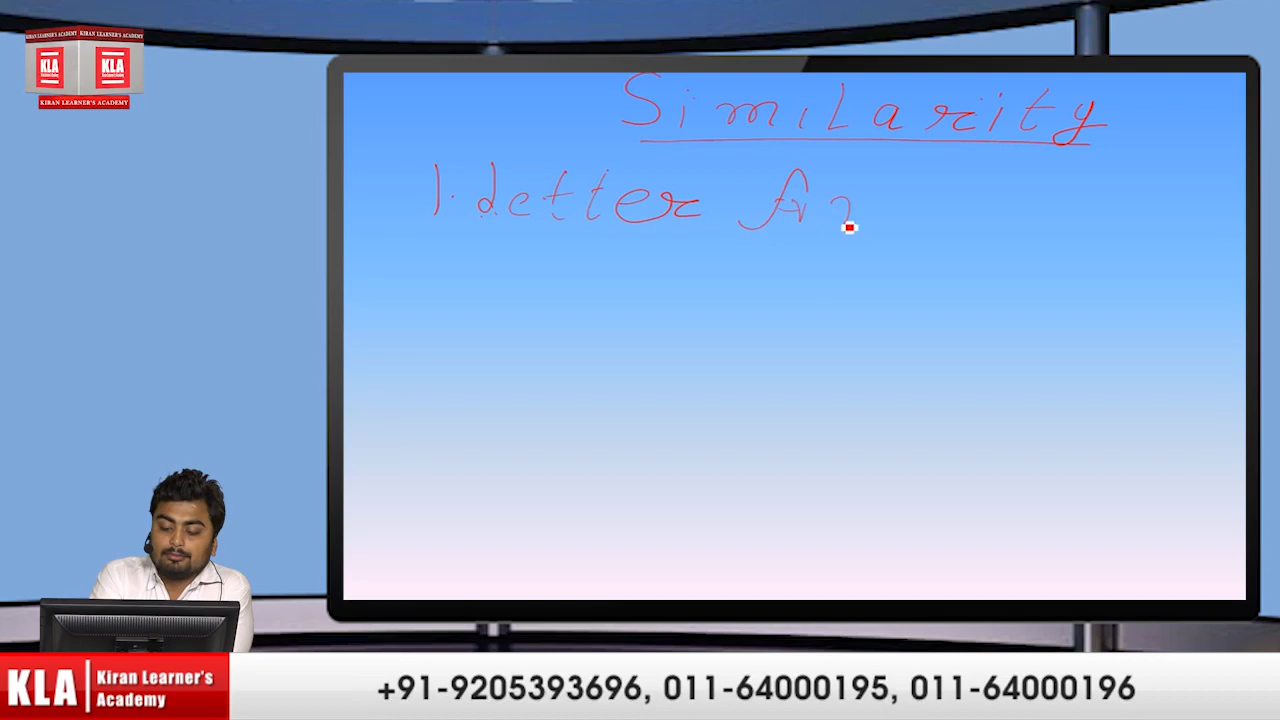 KIRAN LEARNER'S ACADEMY KIRAN LEARNER'S ACADEMY
KLA KLA
KIRAN LEARNER'S ACADEMY
Similarity
1. Letter
KLA Kiran Learner's Academy
+91-9205393696, 011-64000195, 011-64000196